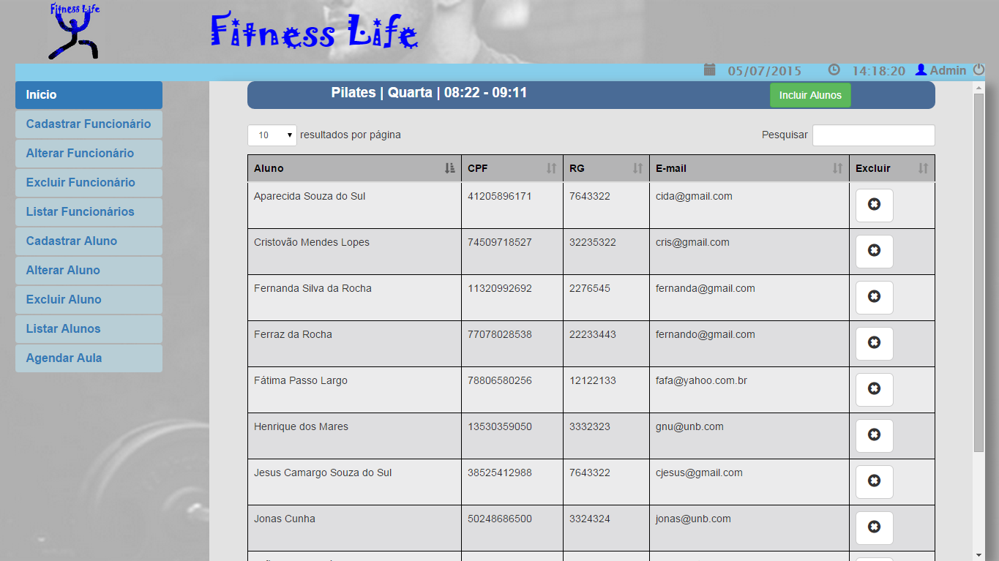 Fitness Life
Fitness Life
05/07/2015 14:18:20 Admin
Início
Cadastrar Funcionário
Alterar Funcionário
Excluir Funcionário
Listar Funcionários
Cadastrar Aluno
Alterar Aluno
Excluir Aluno
Listar Alunos
Agendar Aula
Pilates | Quarta | 08:22 - 09:11 Incluir Alunos
10 resultados por página Pesquisar
Aluno CPF RG E-mail Excluir
Aparecida Souza do Sul 41205896171 7643322 cida@gmail.com
Cristovão Mendes Lopes 74509718527 32235322 cris@gmail.com
Fernanda Silva da Rocha 11320992692 2276545 fernanda@gmail.com
Ferraz da Rocha 77078028538 22233443 fernando@gmail.com
Fátima Passo Largo 78806580256 12122133 fafa@yahoo.com.br
Henrique dos Mares 13530359050 3332323 gnu@unb.com
Jesus Camargo Souza do Sul 38525412988 7643322 cjesus@gmail.com
Jonas Cunha 50248686500 3324324 jonas@unb.com